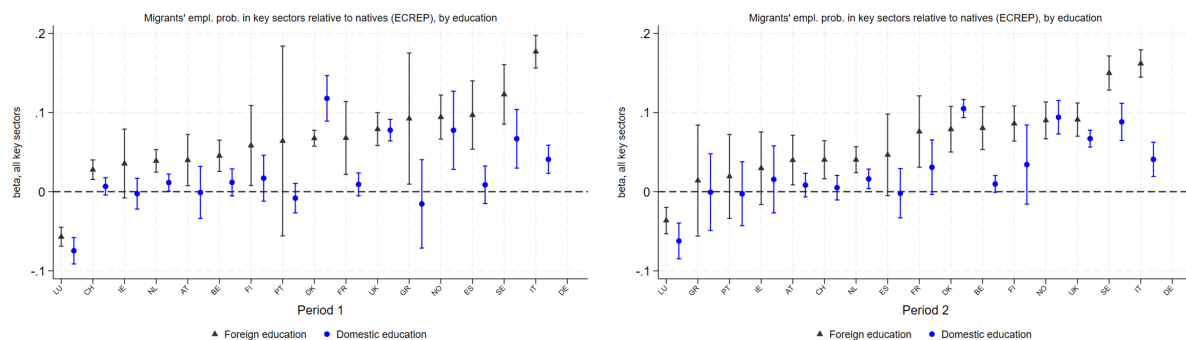 Migrants' empl. prob. in key sectors relative to natives (ECREP), by education
beta, all key sectors
.2
.1
0
-.1
LU CH IE NL AT BE FI PT DK FR UK GR NO ES SE IT DE
Period 1
Foreign education Domestic education
Migrants' empl. prob. in key sectors relative to natives (ECREP), by education
beta, all key sectors
.2
.1
0
-.1
LU GR PT IE AT CH NL ES FR DK BE FI NO UK SE IT DE
Period 2
Foreign education Domestic education